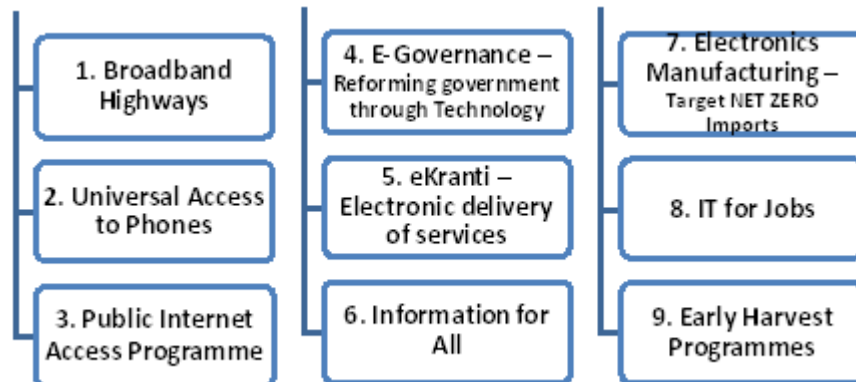 1. Broadband
Highways
2. Universal Access
to Phones
3. Public Internet
Access Programme
4. E-Governance –
Reforming government
through Technology
5. eKranti –
Electronic delivery
of services
6. Information for
All
7. Electronics
Manufacturing –
Target NET ZERO
Imports
8. IT for Jobs
9. Early Harvest
Programmes